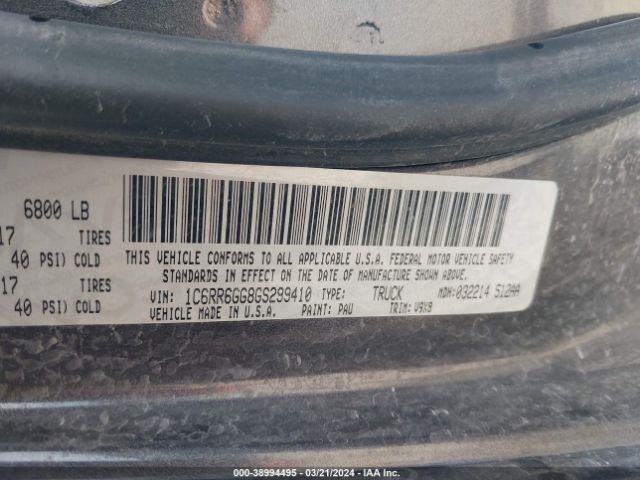 6800 LB
17 TIRES
40 PSI) COLD
17 TIRES
40 PSI) COLD
THIS VEHICLE CONFORMS TO ALL APPLICABLE U.S.A. FEDERAL MOTOR VEHICLE SAFETY
STANDARDS IN EFFECT ON THE DATE OF MANUFACTURE SHOWN ABOVE.
VIN: 1C6RR6GG8GS299410 TYPE: TRUCK MDH:032214 512AA
VEHICLE MADE IN U.S.A. PAINT: PAU TRIM: V9X9
000-38994495 — 03/21/2024 — IAA Inc.